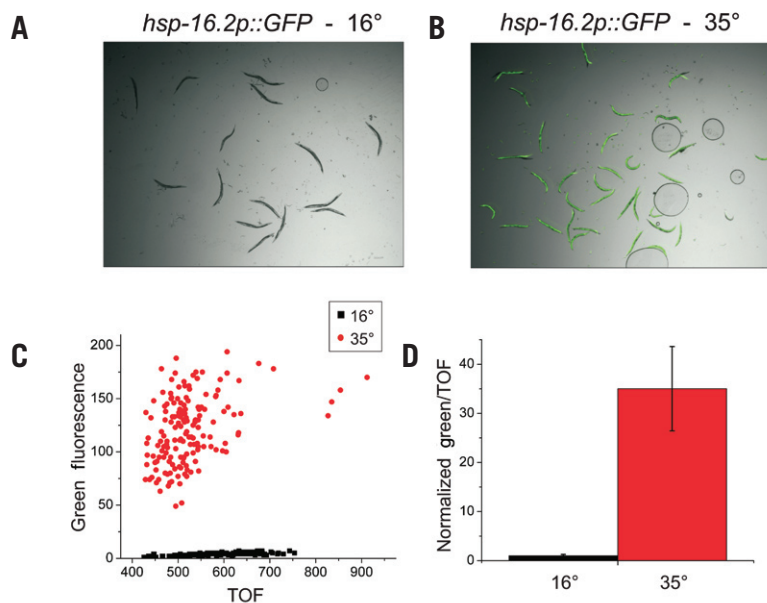 A
hsp-16.2p::GFP - 16°
B
hsp-16.2p::GFP - 35°
C
16°
35°
Green fluorescence
200
150
100
50
0
400 500 600 700 800 900
TOF
D
Normalized green/TOF
40
30
20
10
0
16° 35°